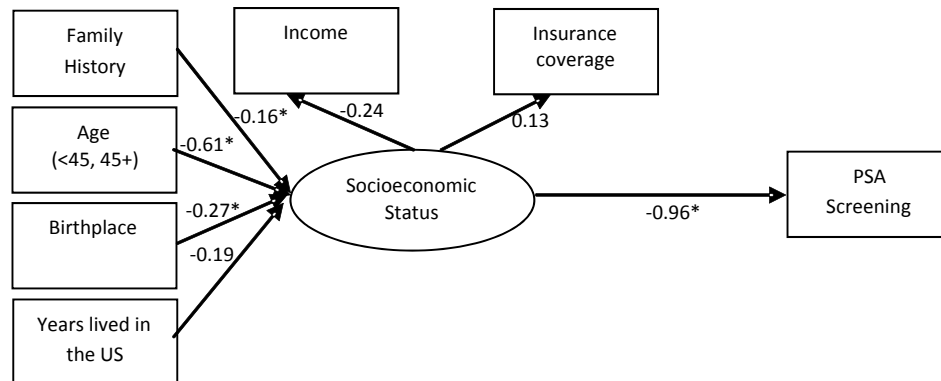 Family
History
Income
Insurance
coverage
-0.16*
-0.24
0.13
Age
(<45, 45+)
-0.61*
Socioeconomic
Status
PSA
Screening
-0.96*
Birthplace
-0.27*
-0.19
Years lived in
the US